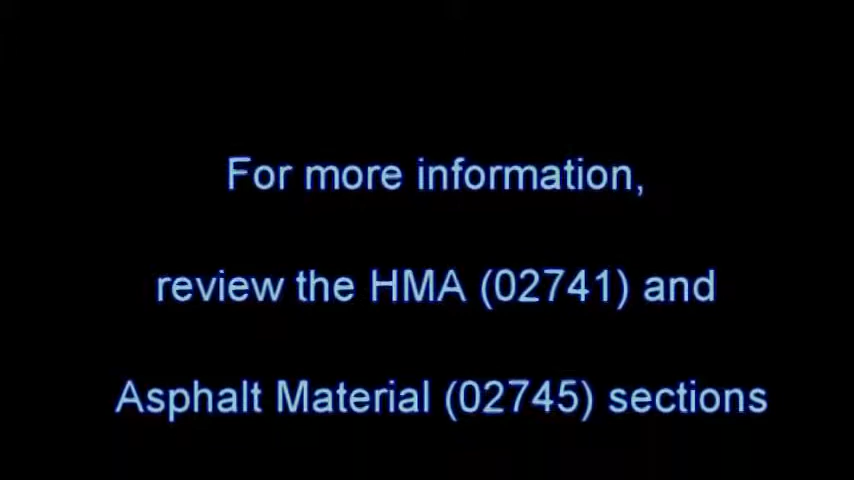 For more information,
review the HMA (02741) and
Asphalt Material (02745) sections